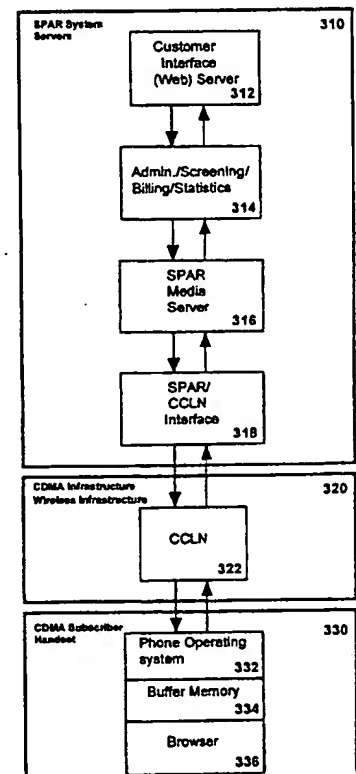 SPAR System
Servers
310
Customer
Interface
(Web) Server
312
Admin./Screening/
Billing/Statistics
314
SPAR
Media
Server
316
SPAR/
CCLN
Interface
318
CDMA Infrastructure
Wireless Infrastructure
320
CCLN
322
CDMA Subscriber
Handset
330
Phone Operating
system
332
Buffer Memory
334
Browser
336